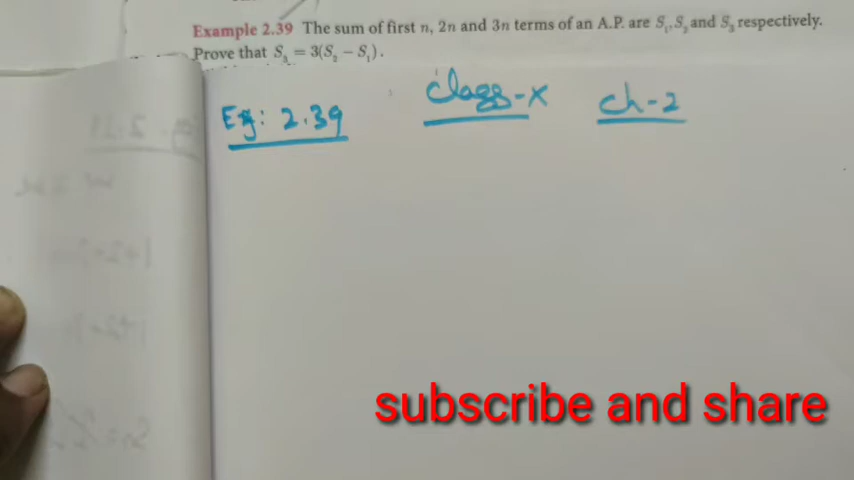 Example 2.39 The sum of first n, 2n and 3n terms of an A.P. are S₁, S₂ and S₃ respectively.
Prove that S₃ = 3(S₂ − S₁).
Eg: 2.39 class-X ch-2
subscribe and share